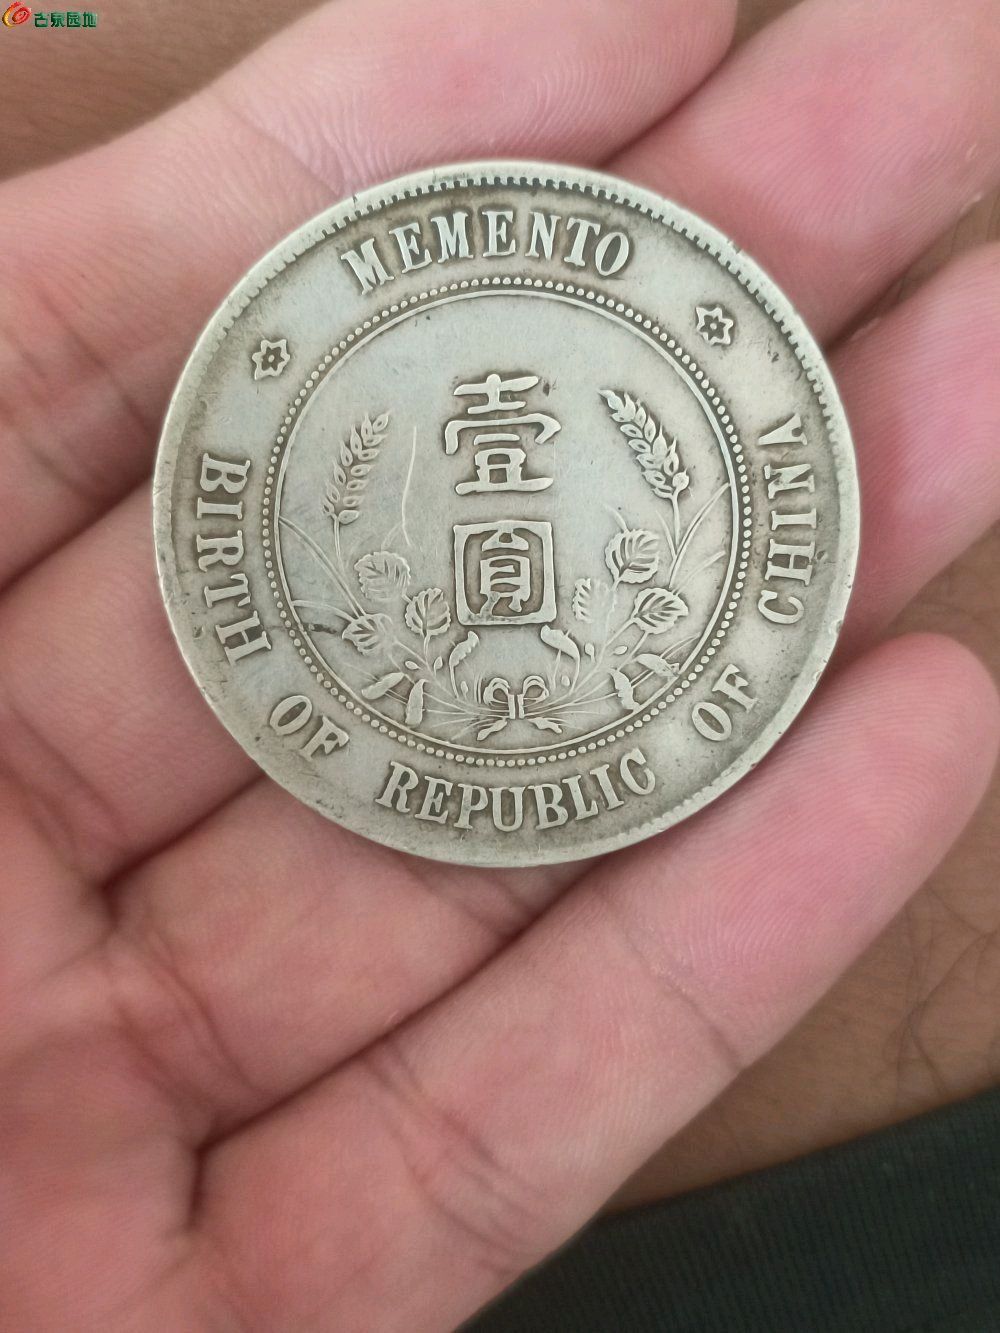 古泉园地
MEMENTO
BIRTH OF REPUBLIC OF CHINA
壹
圓